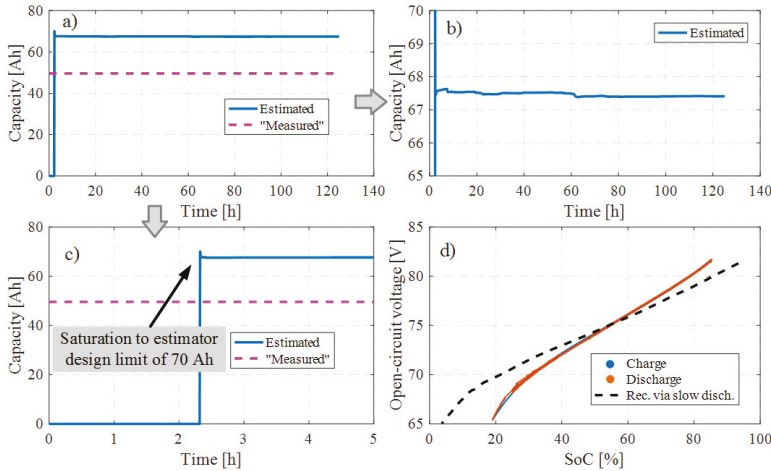 a)
Capacity [Ah]
80
60
40
20
0
Estimated
"Measured"
0 20 40 60 80 100 120 140
Time [h]
b)
Capacity [Ah]
70
69
68
67
66
65
Estimated
0 20 40 60 80 100 120 140
Time [h]
c)
Capacity [Ah]
80
60
40
20
0
Saturation to estimator
design limit of 70 Ah
Estimated
"Measured"
0 1 2 3 4 5
Time [h]
d)
Open-circuit voltage [V]
85
80
75
70
65
Charge
Discharge
Rec. via slow disch.
0 20 40 60 80 100
SoC [%]